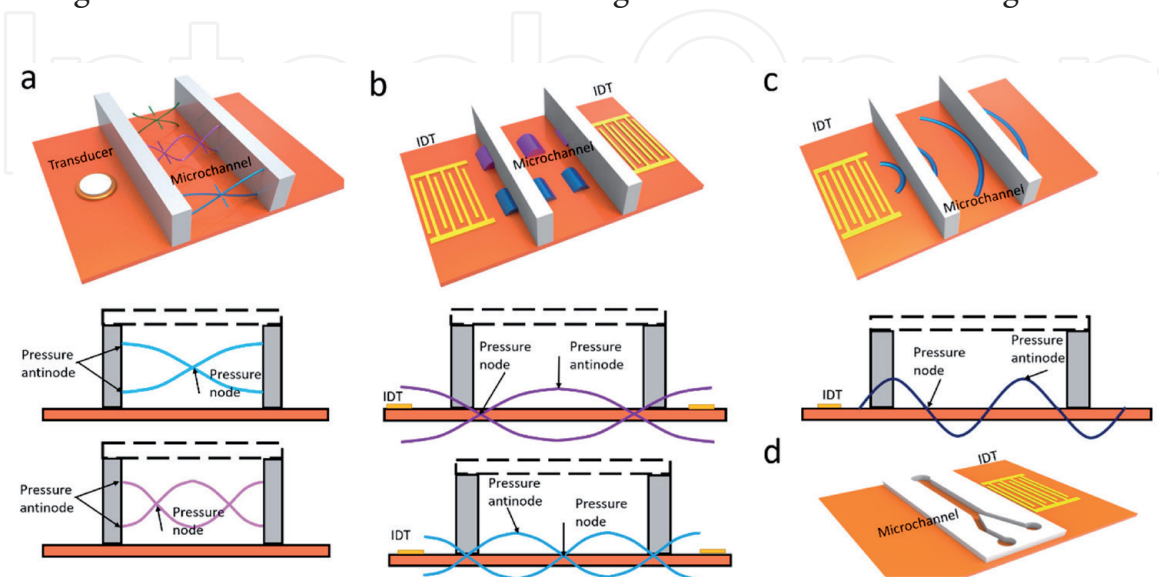 a
Transducer
Microchannel
Pressure
antinode
Pressure
node
Pressure
antinode
Pressure
node
b
IDT
IDT
Microchannel
Pressure
node
Pressure
antinode
IDT
Pressure
antinode
Pressure
node
IDT
c
IDT
Microchannel
Pressure
node
Pressure
antinode
IDT
d
IDT
Microchannel